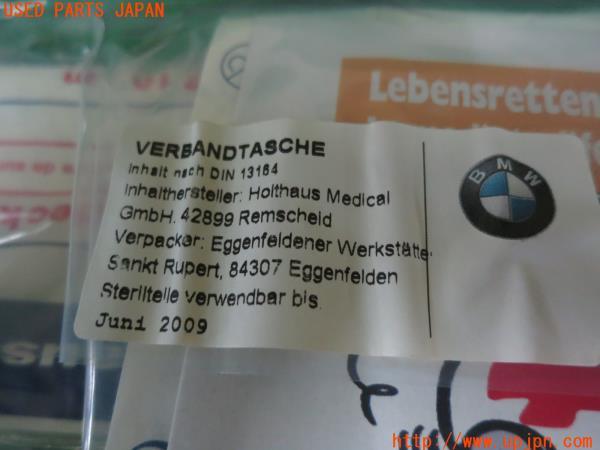 USED PARTS JAPAN
Lebensretten
VERBANDTASCHE
Inhalt nach DIN 13164
Inhalthersteller: Holthaus Medical
GmbH. 42899 Remscheid
Verpacker: Eggenfeldener Werkstätte
Sankt Rupert, 84307 Eggenfelden
Sterilteile verwendbar bis.
Juni 2009
BMW
http://www.upjpn.com/